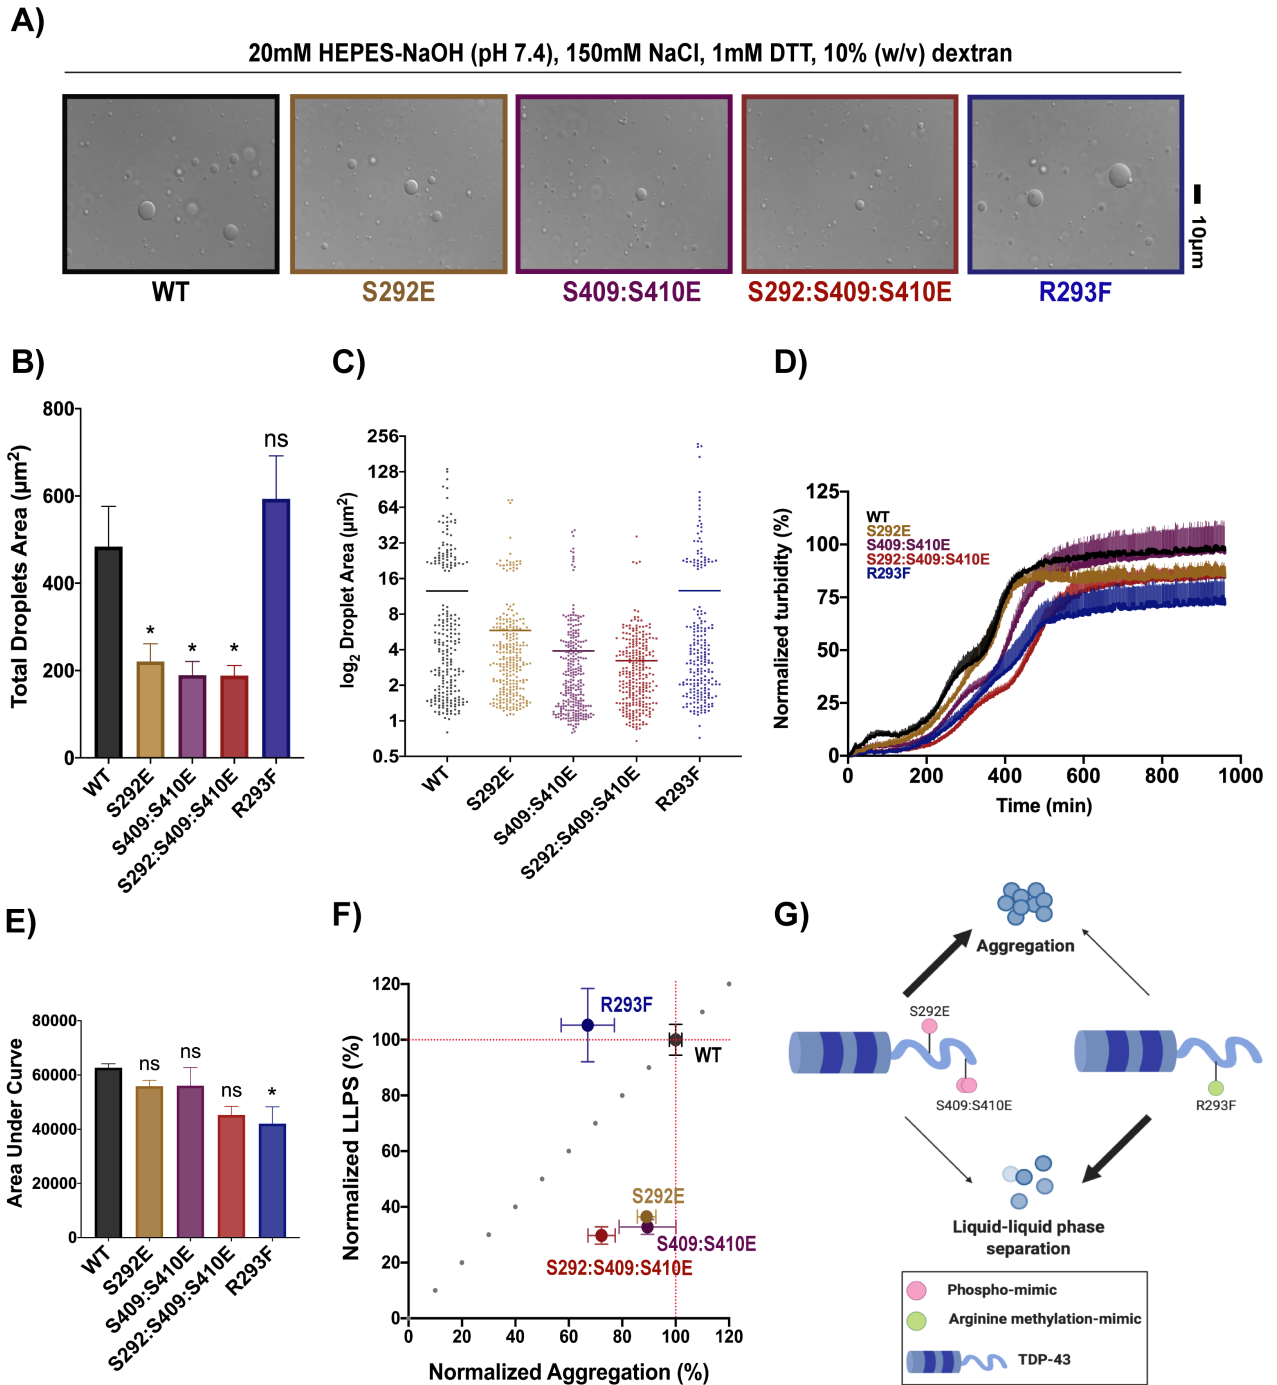 A)
20mM HEPES-NaOH (pH 7.4), 150mM NaCl, 1mM DTT, 10% (w/v) dextran
10µm
WT
S292E
S409:S410E
S292:S409:S410E
R293F
B)
Total Droplets Area (µm²)
800
600
400
200
0
ns
*
*
*
WT
S292E
S409:S410E
S292:S409:S410E
R293F
C)
log₂ Droplet Area (µm²)
256
128
64
32
16
8
4
2
1
0.5
WT
S292E
S409:S410E
S292:S409:S410E
R293F
D)
Normalized turbidity (%)
125
100
75
50
25
0
WT
S292E
S409:S410E
S292:S409:S410E
R293F
0 200 400 600 800 1000
Time (min)
E)
Area Under Curve
80000
60000
40000
20000
0
ns
ns
ns
*
WT
S292E
S409:S410E
S292:S409:S410E
R293F
F)
Normalized LLPS (%)
120
100
80
60
40
20
0
R293F
WT
S292E
S409:S410E
S292:S409:S410E
0 20 40 60 80 100 120
Normalized Aggregation (%)
G)
Aggregation
S292E
S409:S410E
R293F
Liquid-liquid phase
separation
Phospho-mimic
Arginine methylation-mimic
TDP-43